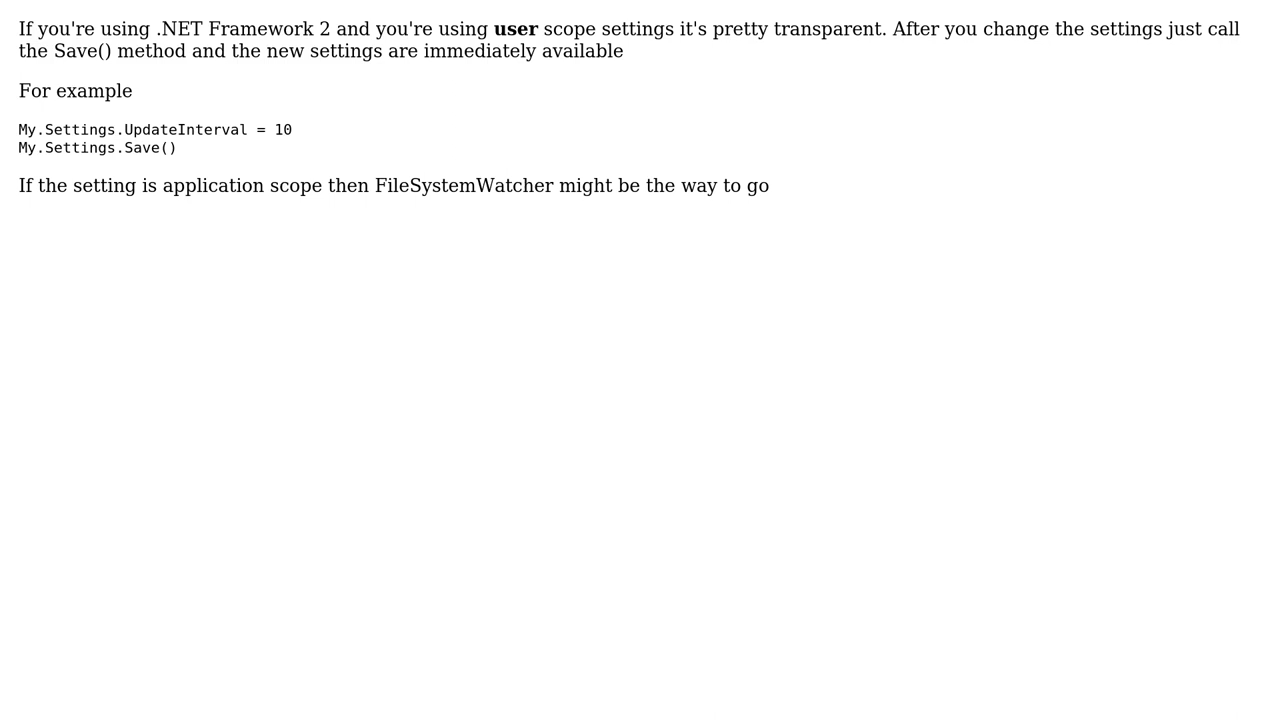 If you're using .NET Framework 2 and you're using user scope settings it's pretty transparent. After you change the settings just call
the Save() method and the new settings are immediately available
For example
My.Settings.UpdateInterval = 10
My.Settings.Save()
If the setting is application scope then FileSystemWatcher might be the way to go